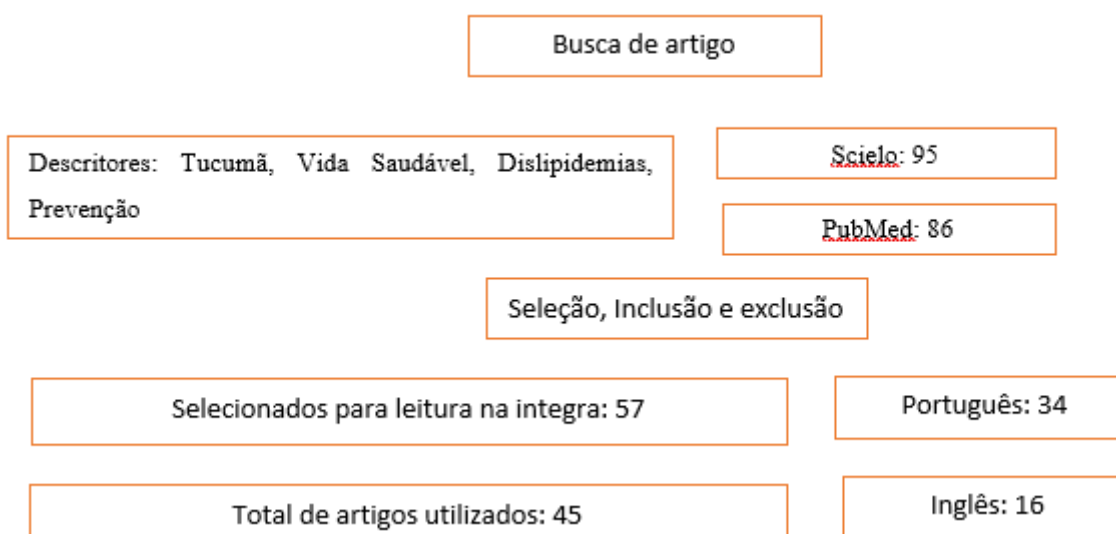 Busca de artigo
Descritores: Tucumã, Vida Saudável, Dislipidemias,
Prevenção
Scielo: 95
PubMed: 86
Seleção, Inclusão e exclusão
Selecionados para leitura na integra: 57
Português: 34
Total de artigos utilizados: 45
Inglês: 16